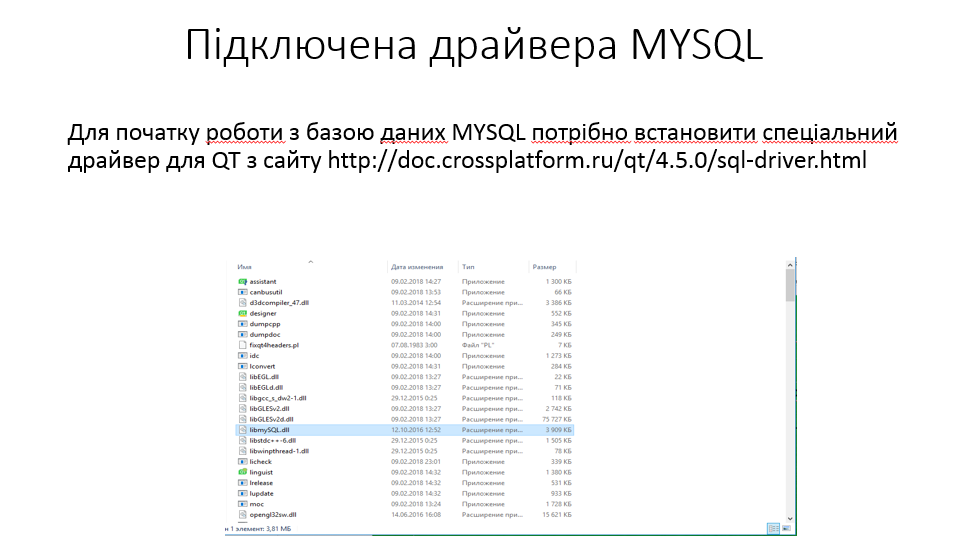 Підключена драйвера MYSQL
Для початку роботи з базою даних MYSQL потрібно встановити спеціальний
драйвер для QT з сайту http://doc.crossplatform.ru/qt/4.5.0/sql-driver.html
Имя Дата изменения Тип Размер
assistant 09.02.2018 14:27 Приложение 1 300 КБ
canbusutil 09.02.2018 13:53 Приложение 66 КБ
d3dcompiler_47.dll 11.03.2014 12:54 Расширение при... 3 386 КБ
designer 09.02.2018 14:31 Приложение 552 КБ
dumpcpp 09.02.2018 14:00 Приложение 345 КБ
dumpdoc 09.02.2018 14:00 Приложение 249 КБ
fixqt4headers.pl 07.08.1983 3:00 Файл "PL" 7 КБ
idc 09.02.2018 14:00 Приложение 1 273 КБ
lconvert 09.02.2018 14:31 Приложение 284 КБ
libEGL.dll 09.02.2018 13:27 Расширение при... 22 КБ
libEGLd.dll 09.02.2018 13:27 Расширение при... 71 КБ
libgcc_s_dw2-1.dll 29.12.2015 0:25 Расширение при... 118 КБ
libGLESv2.dll 09.02.2018 13:27 Расширение при... 2 742 КБ
libGLESv2d.dll 09.02.2018 13:27 Расширение при... 75 727 КБ
libmySQL.dll 12.10.2016 12:52 Расширение при... 3 909 КБ
libstdc++-6.dll 29.12.2015 0:25 Расширение при... 1 505 КБ
libwinpthread-1.dll 29.12.2015 0:25 Расширение при... 78 КБ
licheck 09.02.2018 23:01 Приложение 339 КБ
linguist 09.02.2018 14:32 Приложение 1 380 КБ
lrelease 09.02.2018 14:32 Приложение 531 КБ
lupdate 09.02.2018 14:32 Приложение 933 КБ
moc 09.02.2018 13:24 Приложение 1 728 КБ
opengl32sw.dll 14.06.2016 16:08 Расширение при... 15 621 КБ
н 1 элемент: 3,81 МБ